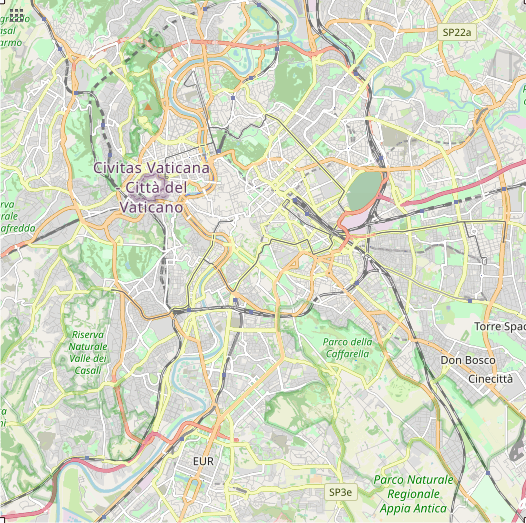 SP22a
Civitas Vaticana
Città del
Vaticano
Riserva
Naturale
Valle dei
Casali
Parco della
Caffarella
Torre Spac
Don Bosco
Cinecittà
EUR
SP3e
Parco Naturale
Regionale
Appia Antica